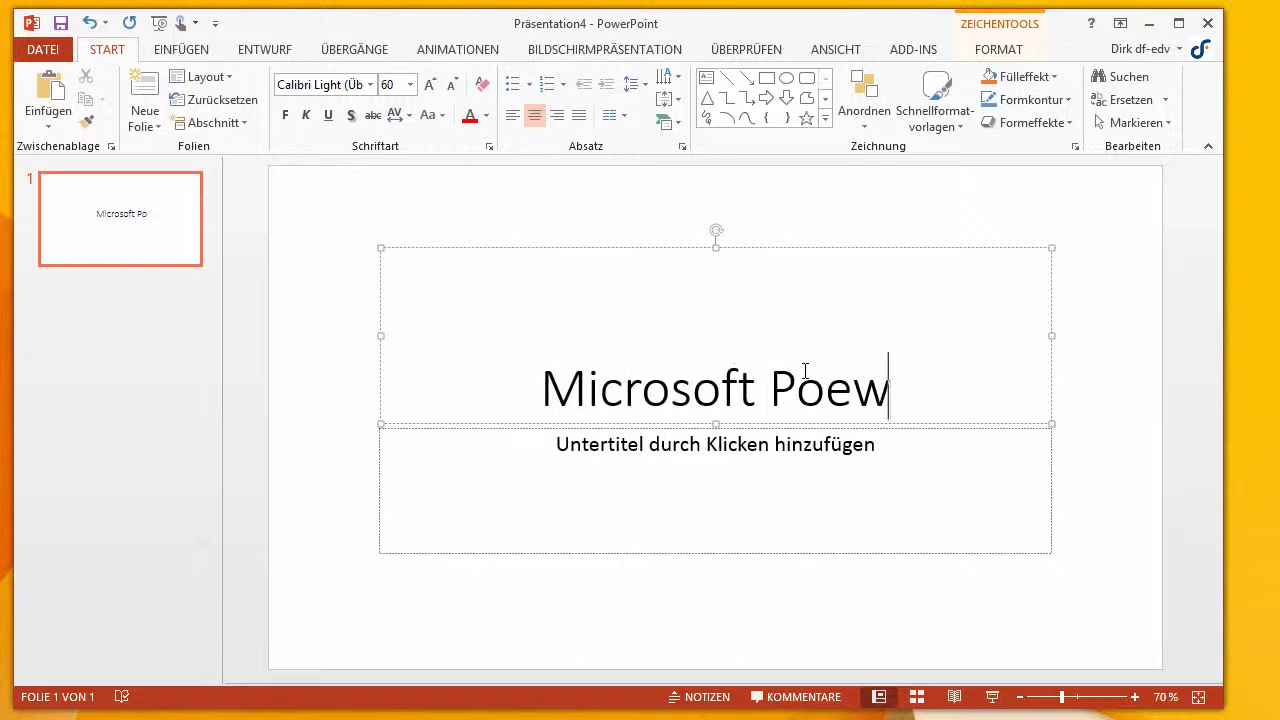 Präsentation4 - PowerPoint
ZEICHENTOOLS
?
DATEI START EINFÜGEN ENTWURF ÜBERGÄNGE ANIMATIONEN BILDSCHIRMPRÄSENTATION ÜBERPRÜFEN ANSICHT ADD-INS FORMAT Dirk df-edv
Einfügen
Zwischenablage
Neue Folie
Layout
Zurücksetzen
Abschnitt
Folien
Calibri Light (Üb 60
F K U S abc AV Aa A
Schriftart
Absatz
Anordnen
Schnellformat-
vorlagen
Fülleffekt
Formkontur
Formeffekte
Zeichnung
Suchen
Ersetzen
Markieren
Bearbeiten
1
Microsoft Po
Microsoft Poew
Untertitel durch Klicken hinzufügen
FOLIE 1 VON 1 NOTIZEN KOMMENTARE 70 %